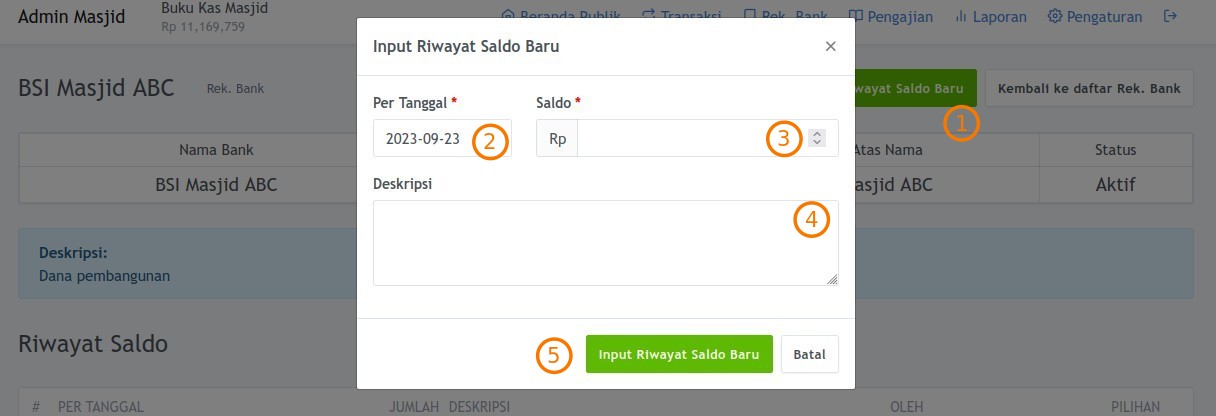 Admin Masjid
Buku Kas Masjid
Rp 11,169,759
Beranda Publik Transaksi Rek. Bank Pengajian Laporan Pengaturan
BSI Masjid ABC Rek. Bank
wayat Saldo Baru Kembali ke daftar Rek. Bank
1
Nama Bank Atas Nama Status
BSI Masjid ABC asjid ABC Aktif
Deskripsi:
Dana pembangunan
Riwayat Saldo
# PER TANGGAL JUMLAH DESKRIPSI OLEH PILIHAN
Input Riwayat Saldo Baru ×
Per Tanggal * Saldo *
2023-09-23 2 Rp 3
Deskripsi
4
5 Input Riwayat Saldo Baru Batal